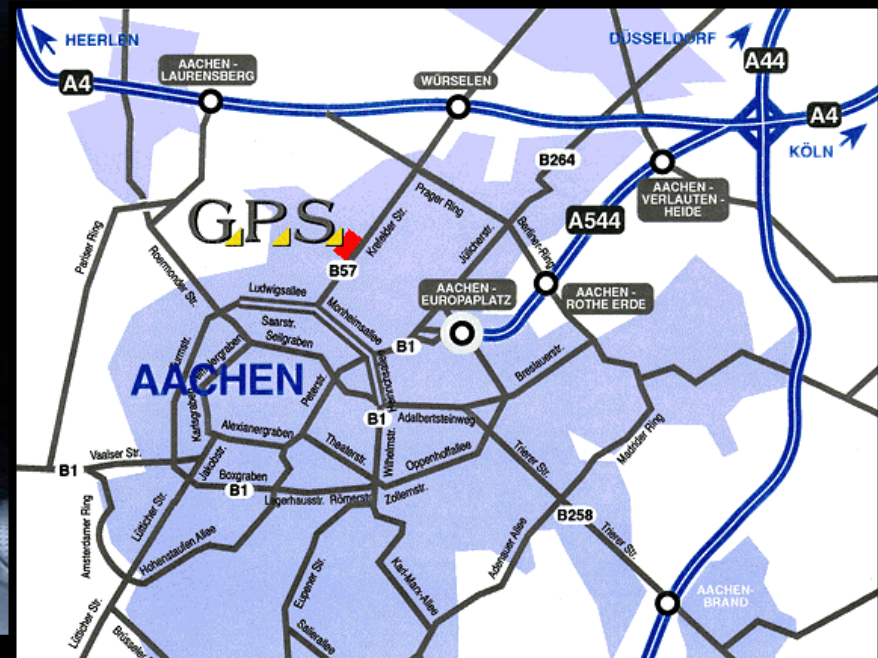 HEERLEN
DÜSSELDORF
A44
AACHEN -
LAURENSBERG
A4
WÜRSELEN
A4
KÖLN
B264
AACHEN -
VERLAUTEN -
HEIDE
Prager Ring
GPS
Krefelder Str.
Jülicherstr.
Berliner-Ring
A544
Pariser Ring
Roermonder Str.
B57
AACHEN -
EUROPAPLATZ
AACHEN -
ROTHE ERDE
Ludwigsallee
Monheimsallee
Saarstr.
Seilgraben
B1
Breslauerstr.
AACHEN
Peterstr.
Karlsgraben
B1
Adalbertsteinweg
Alexianergraben
Theaterstr.
Wilhelmstr.
Oppenhoffallee
Trierer Str.
Madrider Ring
Vaalser Str.
B1
Jakobstr.
Boxgraben
B1
Lagerhausstr.
Römerstr.
Zollernstr.
Amsterdamer Ring
Lütticher Str.
Hohenstaufen Allee
B258
Trierer Str.
Adenauer Allee
Eupener Str.
Karl-Marx-Allee
AACHEN-
BRAND
Lütticher Str.
Salierallee